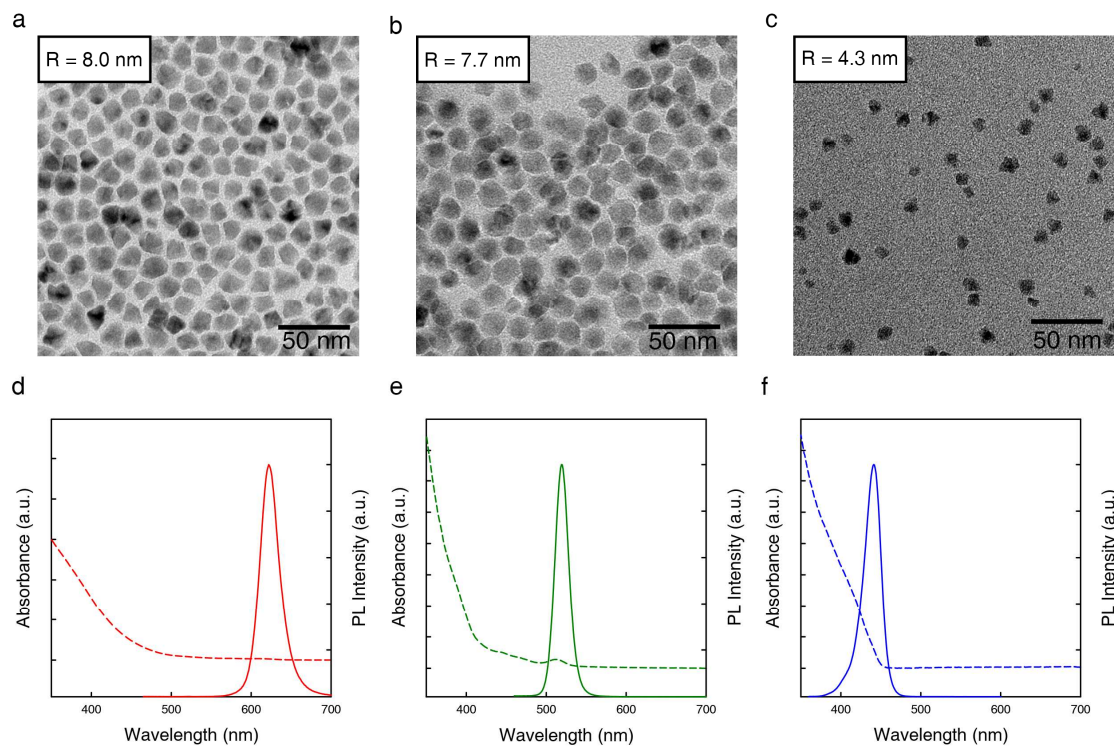 a
b
c
R = 8.0 nm
R = 7.7 nm
R = 4.3 nm
50 nm
50 nm
50 nm
d
e
f
Absorbance (a.u.)
PL Intensity (a.u.)
Absorbance (a.u.)
PL Intensity (a.u.)
Absorbance (a.u.)
PL Intensity (a.u.)
400 500 600 700
400 500 600 700
400 500 600 700
Wavelength (nm)
Wavelength (nm)
Wavelength (nm)